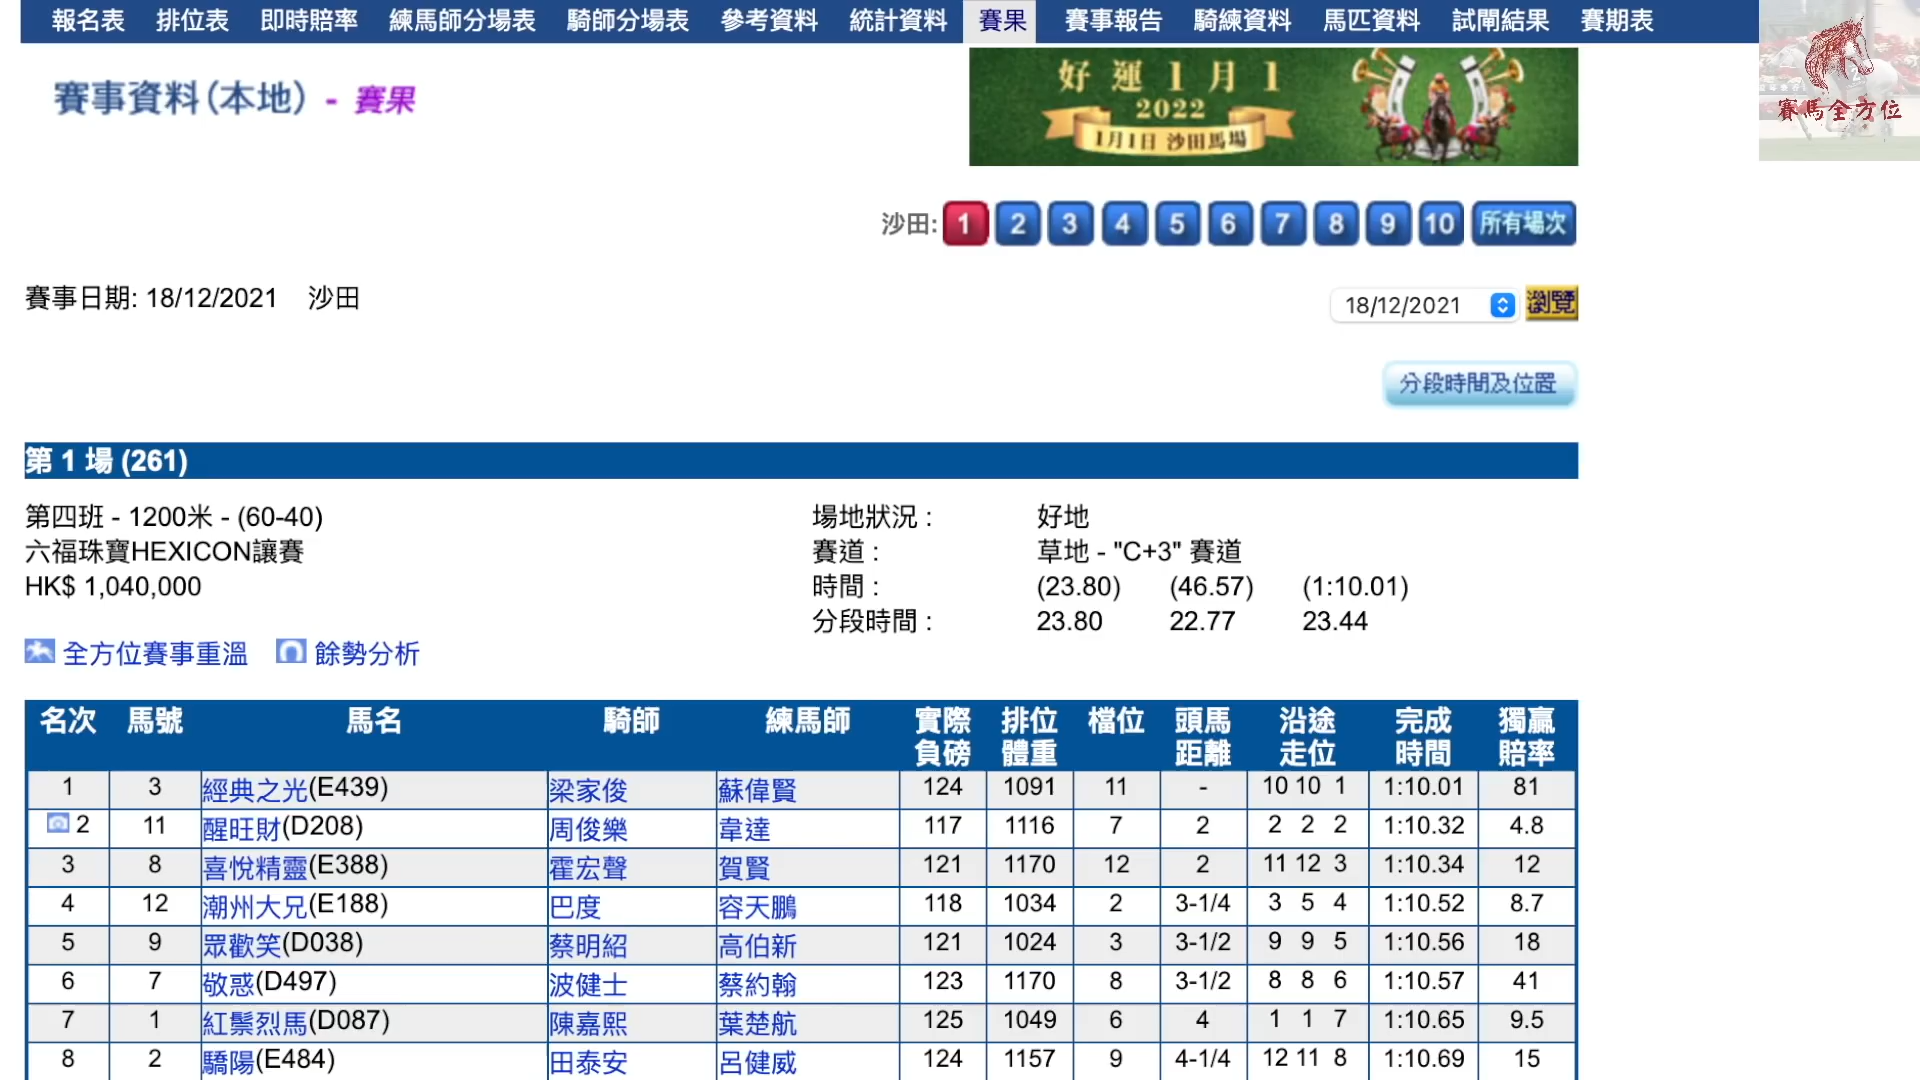 報名表 排位表 即時賠率 練馬師分場表 騎師分場表 參考資料 統計資料 賽果 賽事報告 騎練資料 馬匹資料 試閘結果 賽期表
賽馬全方位
賽事資料(本地) - 賽果
好運1月1
2022
1月1日 沙田馬場
沙田: 1 2 3 4 5 6 7 8 9 10 所有場次
賽事日期: 18/12/2021 沙田
18/12/2021 瀏覽
分段時間及位置
第 1 場 (261)
第四班 - 1200米 - (60-40) 場地狀況 : 好地
六福珠寶HEXICON讓賽 賽道 : 草地 - "C+3" 賽道
HK$ 1,040,000 時間 : (23.80) (46.57) (1:10.01)
分段時間 : 23.80 22.77 23.44
全方位賽事重溫 餘勢分析
名次 馬號 馬名 騎師 練馬師 實際負磅 排位體重 檔位 頭馬距離 沿途走位 完成時間 獨贏賠率
1 3 經典之光(E439) 梁家俊 蘇偉賢 124 1091 11 - 10 10 1 1:10.01 81
2 11 醒旺財(D208) 周俊樂 韋達 117 1116 7 2 2 2 2 1:10.32 4.8
3 8 喜悅精靈(E388) 霍宏聲 賀賢 121 1170 12 2 11 12 3 1:10.34 12
4 12 潮州大兄(E188) 巴度 容天鵬 118 1034 2 3-1/4 3 5 4 1:10.52 8.7
5 9 眾歡笑(D038) 蔡明紹 高伯新 121 1024 3 3-1/2 9 9 5 1:10.56 18
6 7 敬惑(D497) 波健士 蔡約翰 123 1170 8 3-1/2 8 8 6 1:10.57 41
7 1 紅鬃烈馬(D087) 陳嘉熙 葉楚航 125 1049 6 4 1 1 7 1:10.65 9.5
8 2 驕陽(E484) 田泰安 呂健威 124 1157 9 4-1/4 12 11 8 1:10.69 15